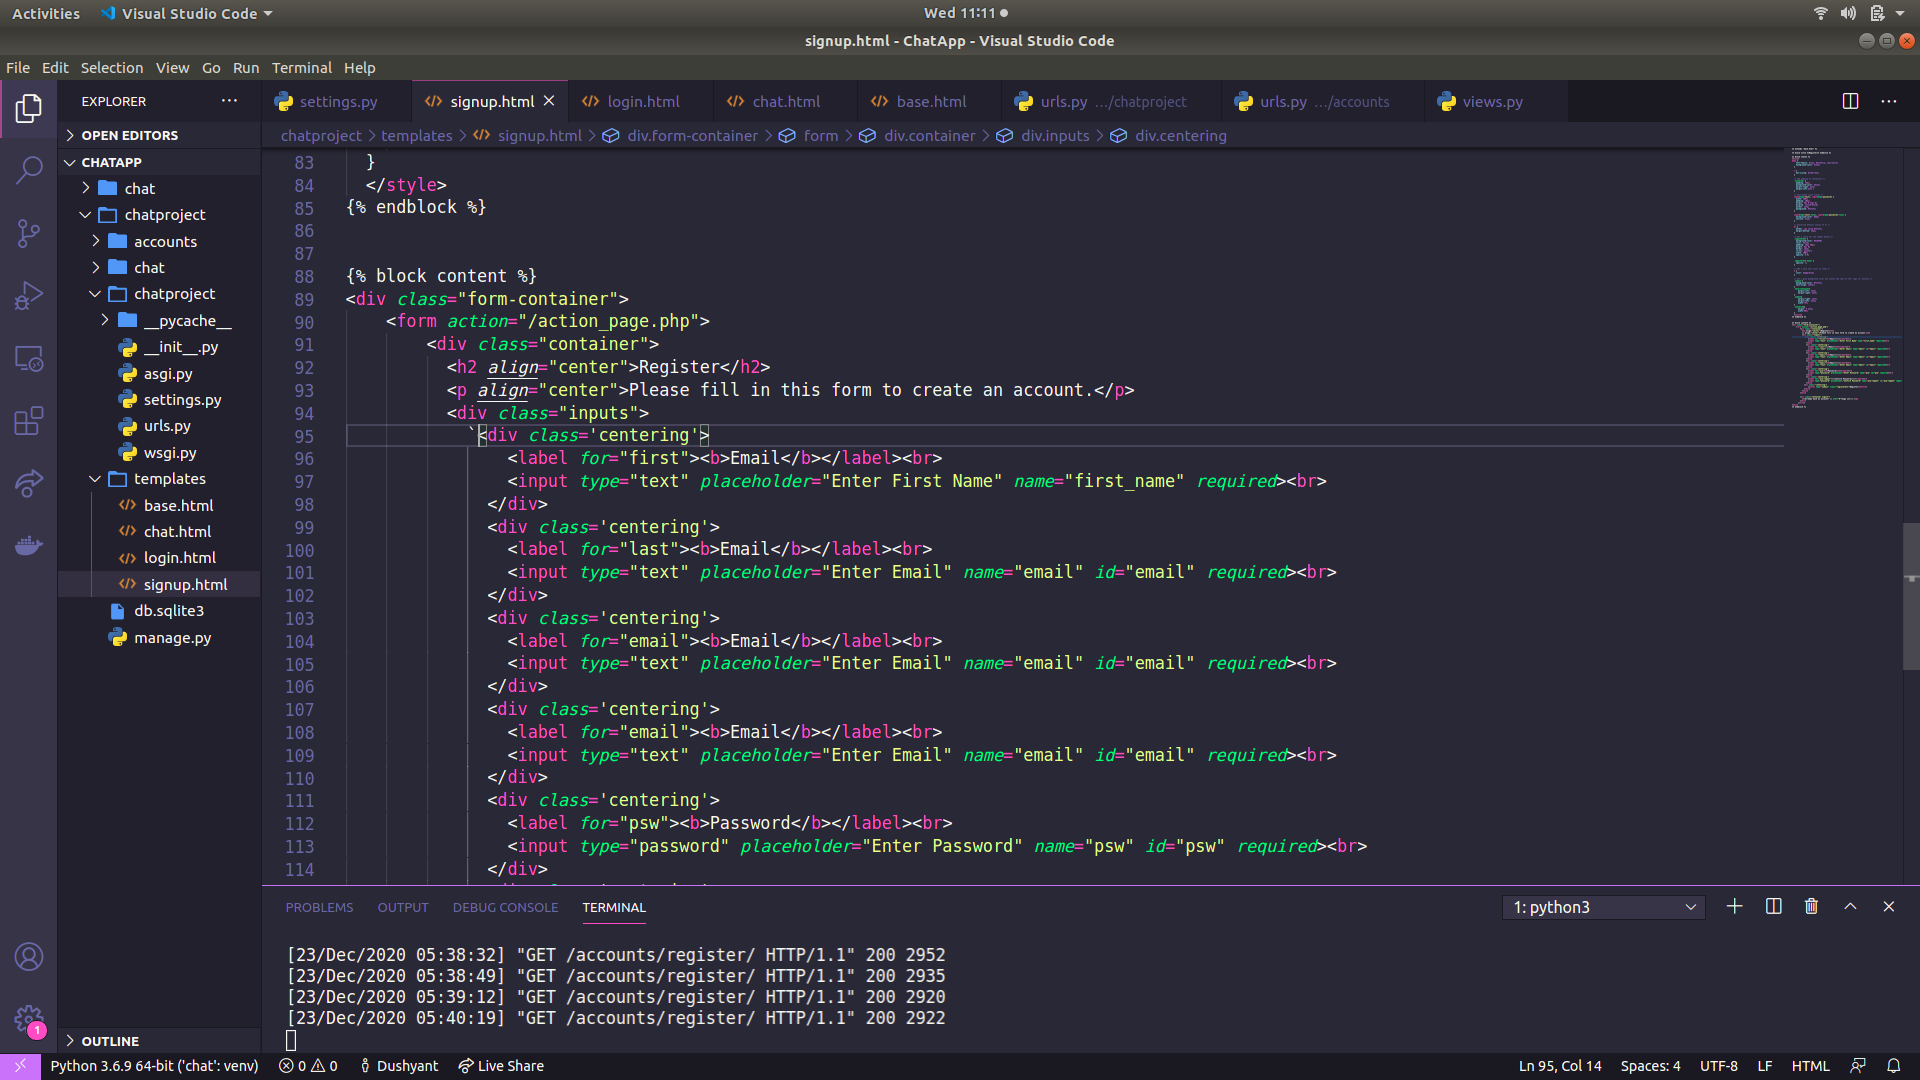 Activities Visual Studio Code Wed 11:11
signup.html - ChatApp - Visual Studio Code
File Edit Selection View Go Run Terminal Help
EXPLORER
OPEN EDITORS
CHATAPP
chat
chatproject
accounts
chat
chatproject
__pycache__
__init__.py
asgi.py
settings.py
urls.py
wsgi.py
templates
base.html
chat.html
login.html
signup.html
db.sqlite3
manage.py
OUTLINE
settings.py signup.html login.html chat.html base.html urls.py .../chatproject urls.py .../accounts views.py
chatproject > templates > signup.html > div.form-container > form > div.container > div.inputs > div.centering
83 }
84 </style>
85 {% endblock %}
86
87
88 {% block content %}
89 <div class="form-container">
90 <form action="/action_page.php">
91 <div class="container">
92 <h2 align="center">Register</h2>
93 <p align="center">Please fill in this form to create an account.</p>
94 <div class="inputs">
95 `<div class='centering'>
96 <label for="first"><b>Email</b></label><br>
97 <input type="text" placeholder="Enter First Name" name="first_name" required><br>
98 </div>
99 <div class='centering'>
100 <label for="last"><b>Email</b></label><br>
101 <input type="text" placeholder="Enter Email" name="email" id="email" required><br>
102 </div>
103 <div class='centering'>
104 <label for="email"><b>Email</b></label><br>
105 <input type="text" placeholder="Enter Email" name="email" id="email" required><br>
106 </div>
107 <div class='centering'>
108 <label for="email"><b>Email</b></label><br>
109 <input type="text" placeholder="Enter Email" name="email" id="email" required><br>
110 </div>
111 <div class='centering'>
112 <label for="psw"><b>Password</b></label><br>
113 <input type="password" placeholder="Enter Password" name="psw" id="psw" required><br>
114 </div>
PROBLEMS OUTPUT DEBUG CONSOLE TERMINAL 1: python3
[23/Dec/2020 05:38:32] "GET /accounts/register/ HTTP/1.1" 200 2952
[23/Dec/2020 05:38:49] "GET /accounts/register/ HTTP/1.1" 200 2935
[23/Dec/2020 05:39:12] "GET /accounts/register/ HTTP/1.1" 200 2920
[23/Dec/2020 05:40:19] "GET /accounts/register/ HTTP/1.1" 200 2922
1
Python 3.6.9 64-bit ('chat': venv) 0 0 Dushyant Live Share Ln 95, Col 14 Spaces: 4 UTF-8 LF HTML